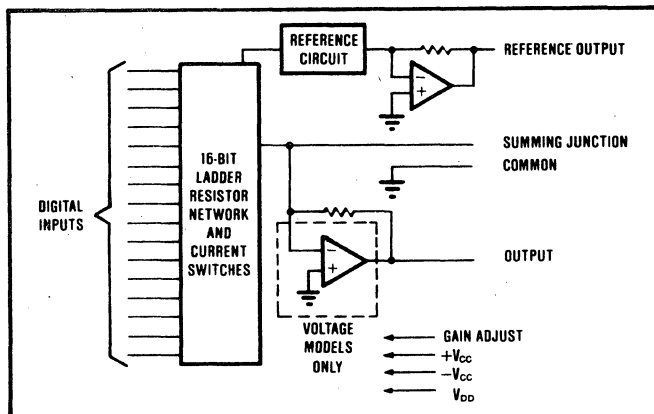 REFERENCE
CIRCUIT
REFERENCE OUTPUT
−
+
SUMMING JUNCTION
COMMON
16-BIT
LADDER
RESISTOR
NETWORK
AND
CURRENT
SWITCHES
DIGITAL
INPUTS
−
+
OUTPUT
VOLTAGE
MODELS
ONLY
GAIN ADJUST
+VCC
−VCC
VDD